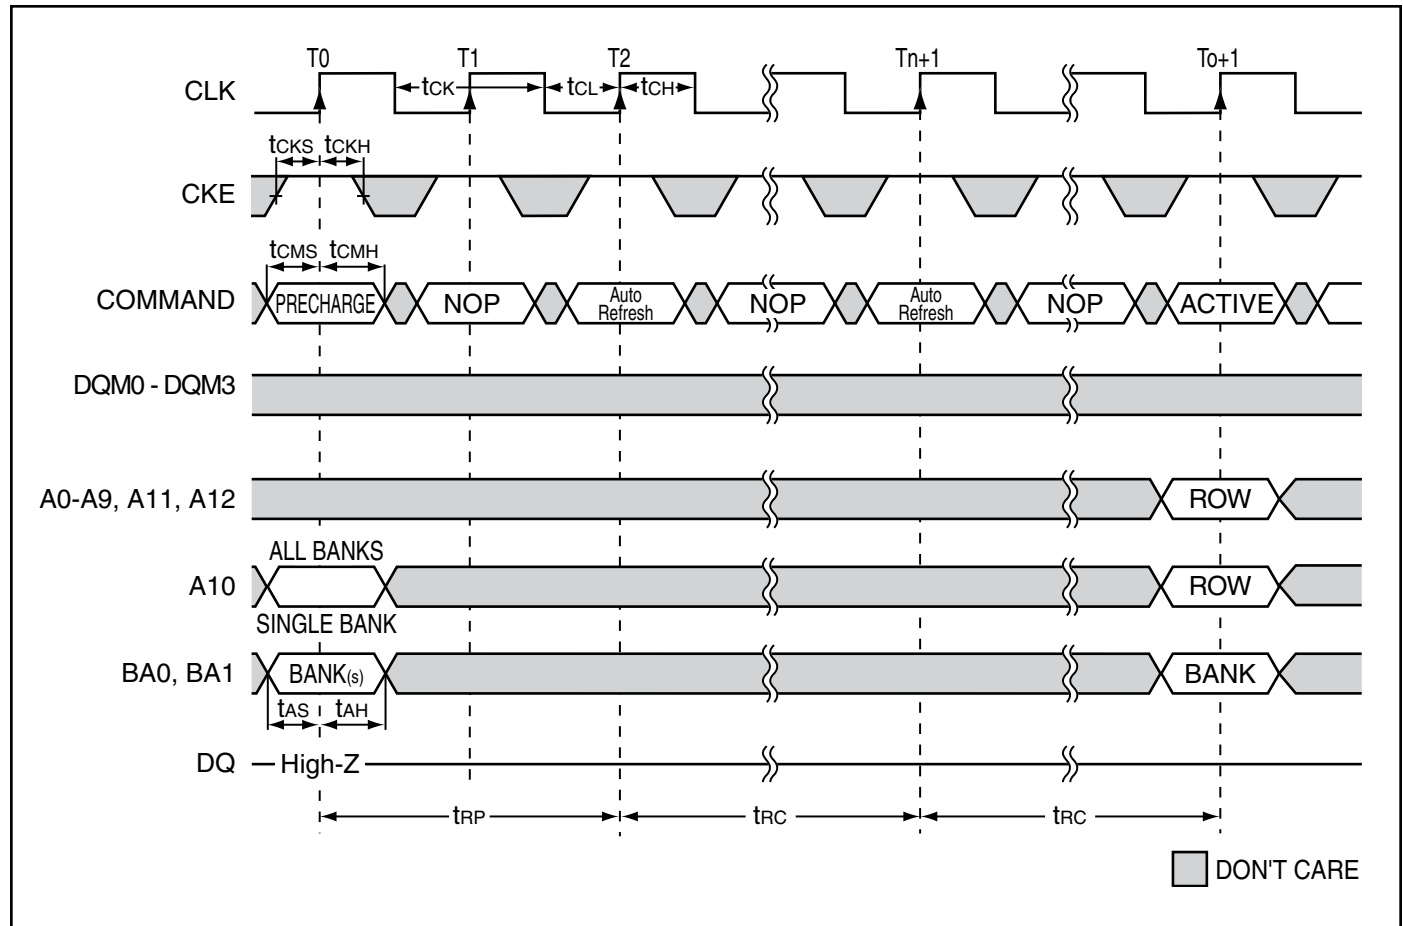 T0 T1 T2 Tn+1 To+1
CLK tCK tCL tCH
tCKS tCKH
CKE
tCMS tCMH
COMMAND PRECHARGE NOP Auto Refresh NOP Auto Refresh NOP ACTIVE
DQM0 - DQM3
A0-A9, A11, A12 ROW
ALL BANKS
A10 ROW
SINGLE BANK
BA0, BA1 BANK(s) BANK
tAS tAH
DQ High-Z
tRP tRC tRC
DON'T CARE